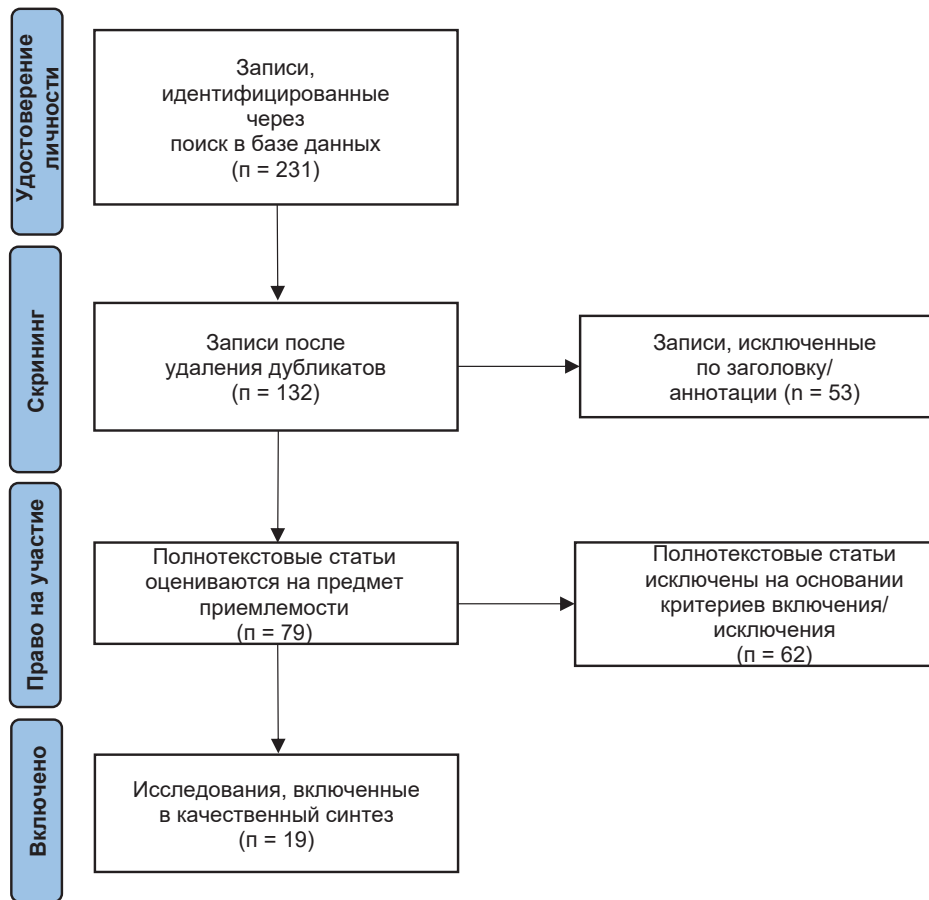 Удостоверение
личности
Записи,
идентифицированные
через
поиск в базе данных
(п = 231)
Скрининг
Записи после
удаления дубликатов
(п = 132)
Записи, исключенные
по заголовку/
аннотации (n = 53)
Право на участие
Полнотекстовые статьи
оцениваются на предмет
приемлемости
(п = 79)
Полнотекстовые статьи
исключены на основании
критериев включения/
исключения
(п = 62)
Включено
Исследования, включенные
в качественный синтез
(п = 19)